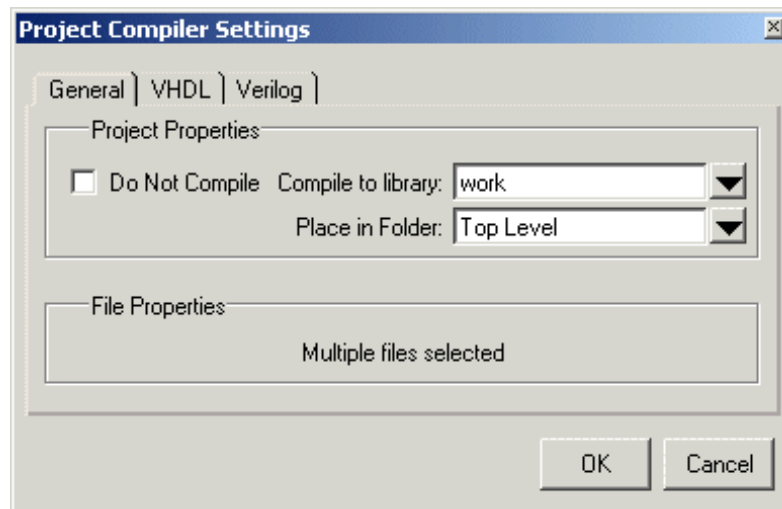 Project Compiler Settings
General VHDL Verilog
Project Properties
Do Not Compile Compile to library: work
Place in Folder: Top Level
File Properties
Multiple files selected
OK Cancel